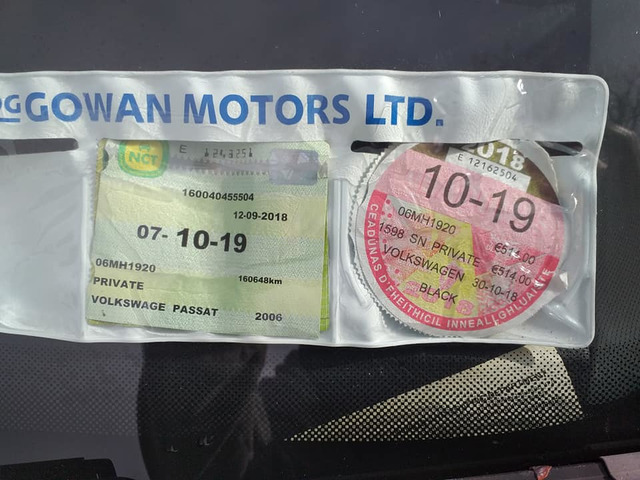 GOWAN MOTORS LTD.
NCT
E 1243251
160040455504
12-09-2018
07- 10-19
06MH1920
160648km
PRIVATE
VOLKSWAGE PASSAT 2006
2018
E 12162504
10-19
06MH1920
1598 SN PRIVATE €514.00
VOLKSWAGEN €514.00
30-10-18
BLACK
CEADÚNAS D'FHEITHICIL INNEALLGHLUAISTE